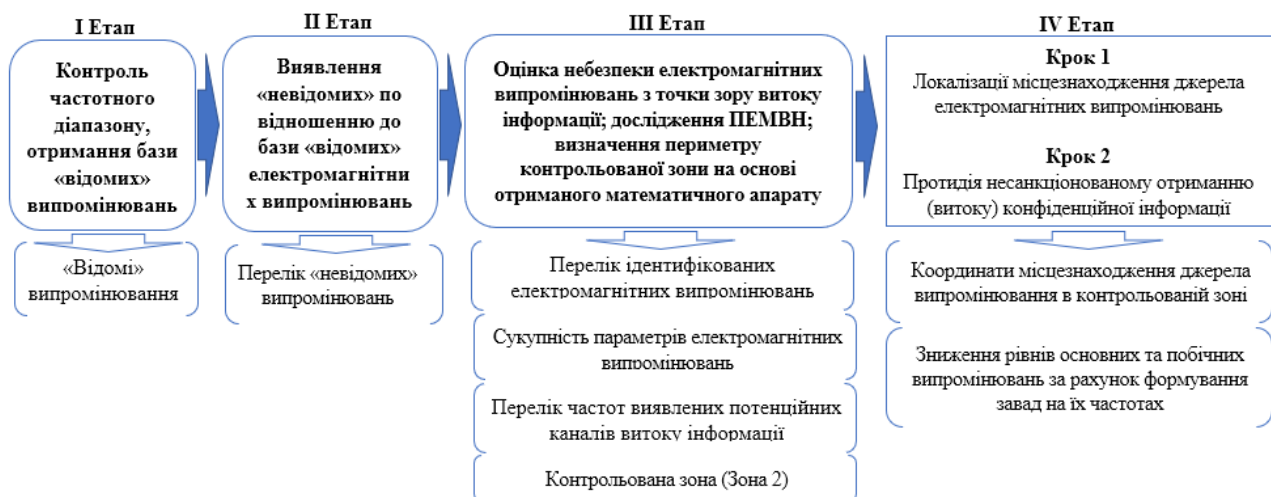 I Етап
Контроль
частотного
діапазону,
отримання бази
«відомих»
випромінювань
«Відомі»
випромінювання
II Етап
Виявлення
«невідомих» по
відношенню до
бази «відомих»
електромагнітни
х випромінювань
Перелік «невідомих»
випромінювань
III Етап
Оцінка небезпеки електромагнітних
випромінювань з точки зору витоку
інформації; дослідження ПЕМВН;
визначення периметру
контрольованої зони на основі
отриманого математичного апарату
Перелік ідентифікованих
електромагнітних випромінювань
Сукупність параметрів електромагнітних
випромінювань
Перелік частот виявлених потенційних
каналів витоку інформації
Контрольована зона (Зона 2)
IV Етап
Крок 1
Локалізації місцезнаходження джерела
електромагнітних випромінювань
Крок 2
Протидія несанкціонованому отриманню
(витоку) конфіденційної інформації
Координати місцезнаходження джерела
випромінювання в контрольованій зоні
Зниження рівнів основних та побічних
випромінювань за рахунок формування
завад на їх частотах